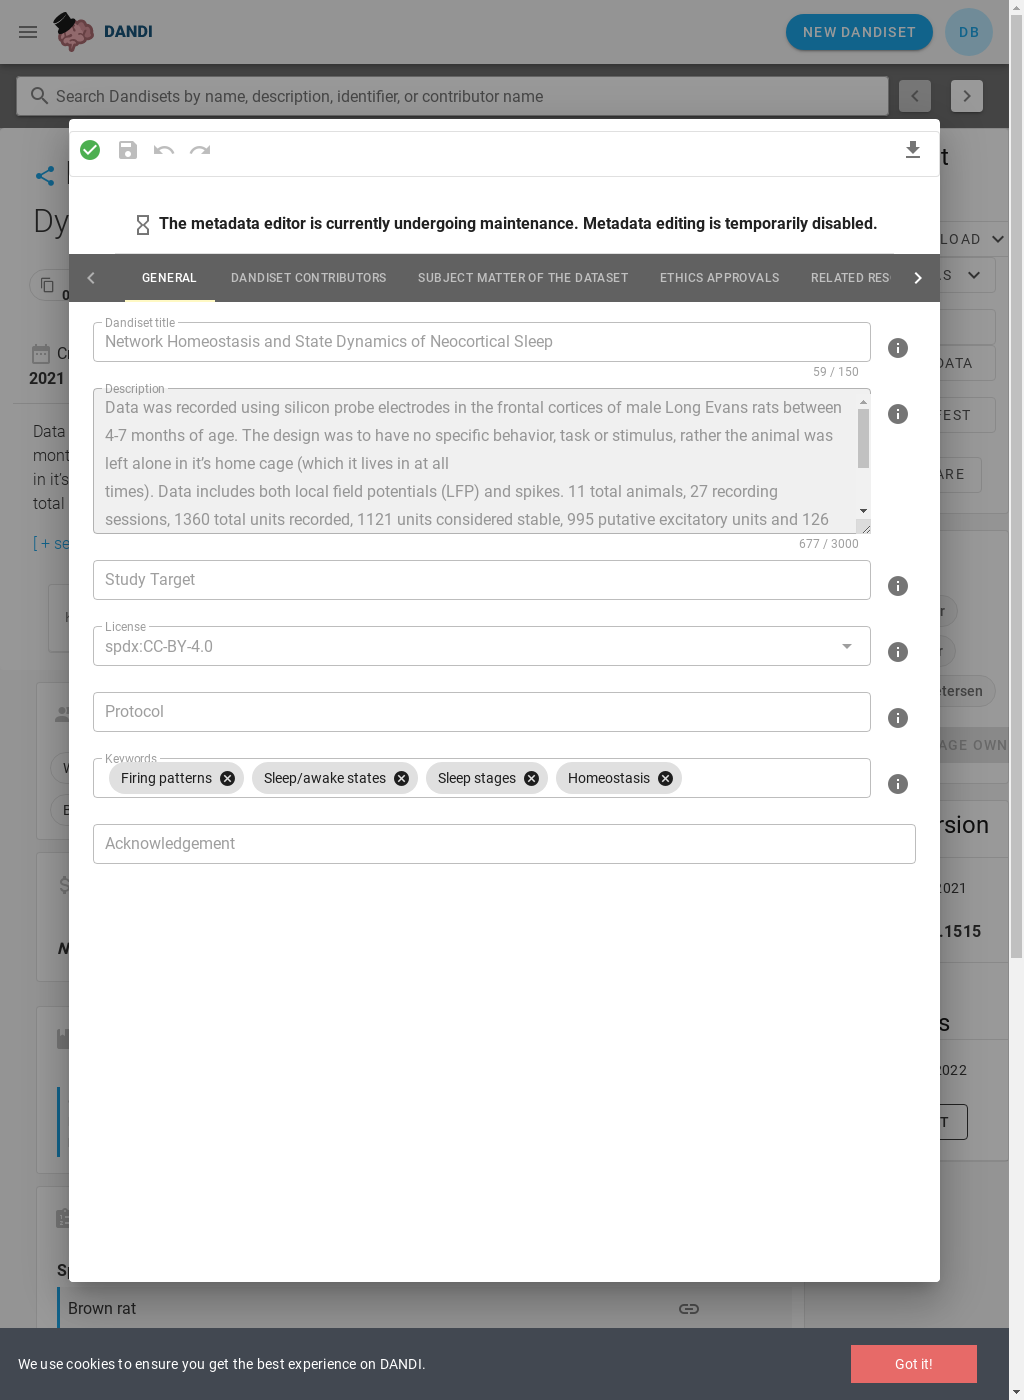 DANDI
NEW DANDISET
DB
Search Dandisets by name, description, identifier, or contributor name
The metadata editor is currently undergoing maintenance. Metadata editing is temporarily disabled.
GENERAL
DANDISET CONTRIBUTORS
SUBJECT MATTER OF THE DATASET
ETHICS APPROVALS
RELATED RES
Dandiset title
Network Homeostasis and State Dynamics of Neocortical Sleep
59 / 150
Description
Data was recorded using silicon probe electrodes in the frontal cortices of male Long Evans rats between
4-7 months of age. The design was to have no specific behavior, task or stimulus, rather the animal was
left alone in it’s home cage (which it lives in at all
times). Data includes both local field potentials (LFP) and spikes. 11 total animals, 27 recording
sessions, 1360 total units recorded, 1121 units considered stable, 995 putative excitatory units and 126
677 / 3000
Study Target
License
spdx:CC-BY-4.0
Protocol
Keywords
Firing patterns
Sleep/awake states
Sleep stages
Homeostasis
Acknowledgement
Dy
2021
Data
mont
in it’s
total
[ + se
LOAD
DATA
FEST
ARE
etersen
AGE OWN
rsion
2021
.1515
s
2022
T
Sp
Brown rat
We use cookies to ensure you get the best experience on DANDI.
Got it!